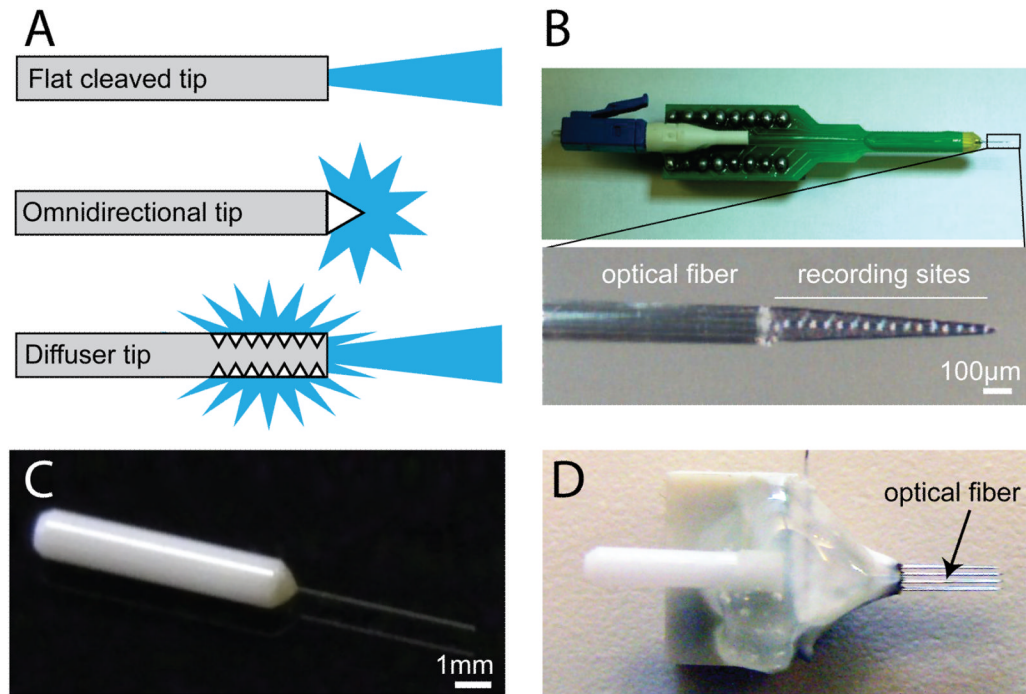 A
Flat cleaved tip
Omnidirectional tip
Diffuser tip
B
optical fiber
recording sites
100µm
C
1mm
D
optical fiber